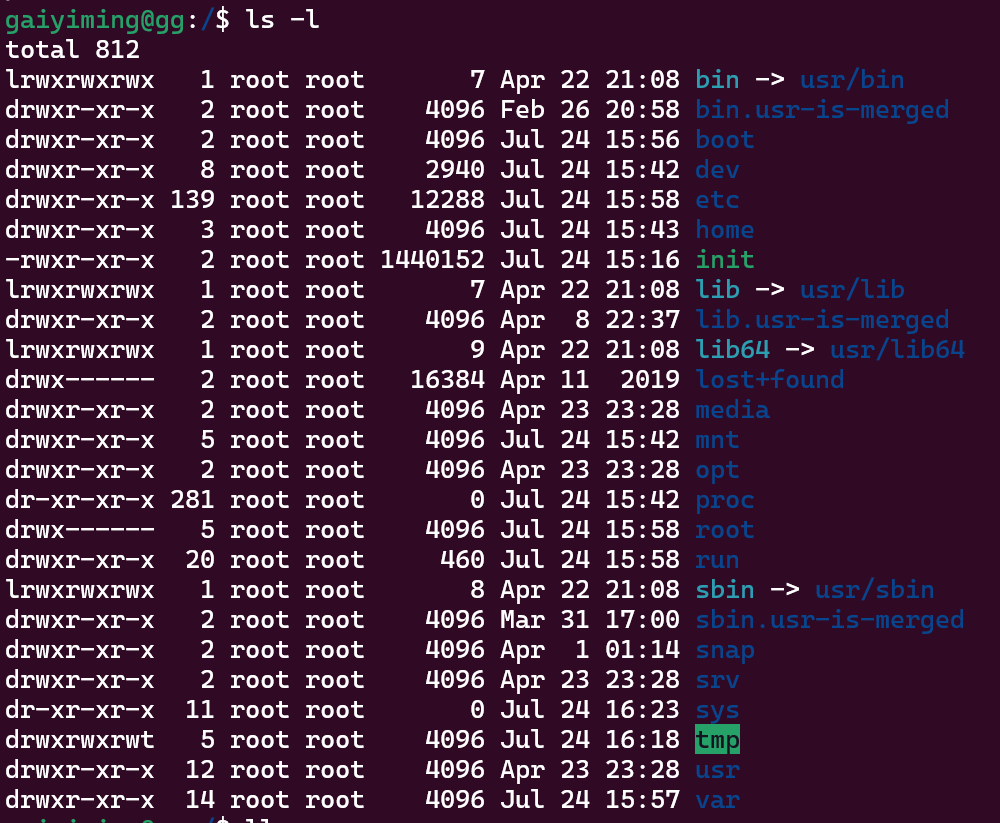 gaiyiming@gg:/$ ls -l
total 812
lrwxrwxrwx   1 root root       7 Apr 22 21:08 bin -> usr/bin
drwxr-xr-x   2 root root    4096 Feb 26 20:58 bin.usr-is-merged
drwxr-xr-x   2 root root    4096 Jul 24 15:56 boot
drwxr-xr-x   8 root root    2940 Jul 24 15:42 dev
drwxr-xr-x 139 root root   12288 Jul 24 15:58 etc
drwxr-xr-x   3 root root    4096 Jul 24 15:43 home
-rwxr-xr-x   2 root root 1440152 Jul 24 15:16 init
lrwxrwxrwx   1 root root       7 Apr 22 21:08 lib -> usr/lib
drwxr-xr-x   2 root root    4096 Apr  8 22:37 lib.usr-is-merged
lrwxrwxrwx   1 root root       9 Apr 22 21:08 lib64 -> usr/lib64
drwx------   2 root root   16384 Apr 11  2019 lost+found
drwxr-xr-x   2 root root    4096 Apr 23 23:28 media
drwxr-xr-x   5 root root    4096 Jul 24 15:42 mnt
drwxr-xr-x   2 root root    4096 Apr 23 23:28 opt
dr-xr-xr-x 281 root root       0 Jul 24 15:42 proc
drwx------   5 root root    4096 Jul 24 15:58 root
drwxr-xr-x  20 root root     460 Jul 24 15:58 run
lrwxrwxrwx   1 root root       8 Apr 22 21:08 sbin -> usr/sbin
drwxr-xr-x   2 root root    4096 Mar 31 17:00 sbin.usr-is-merged
drwxr-xr-x   2 root root    4096 Apr  1 01:14 snap
drwxr-xr-x   2 root root    4096 Apr 23 23:28 srv
dr-xr-xr-x  11 root root       0 Jul 24 16:23 sys
drwxrwxrwt   5 root root    4096 Jul 24 16:18 tmp
drwxr-xr-x  12 root root    4096 Apr 23 23:28 usr
drwxr-xr-x  14 root root    4096 Jul 24 15:57 var